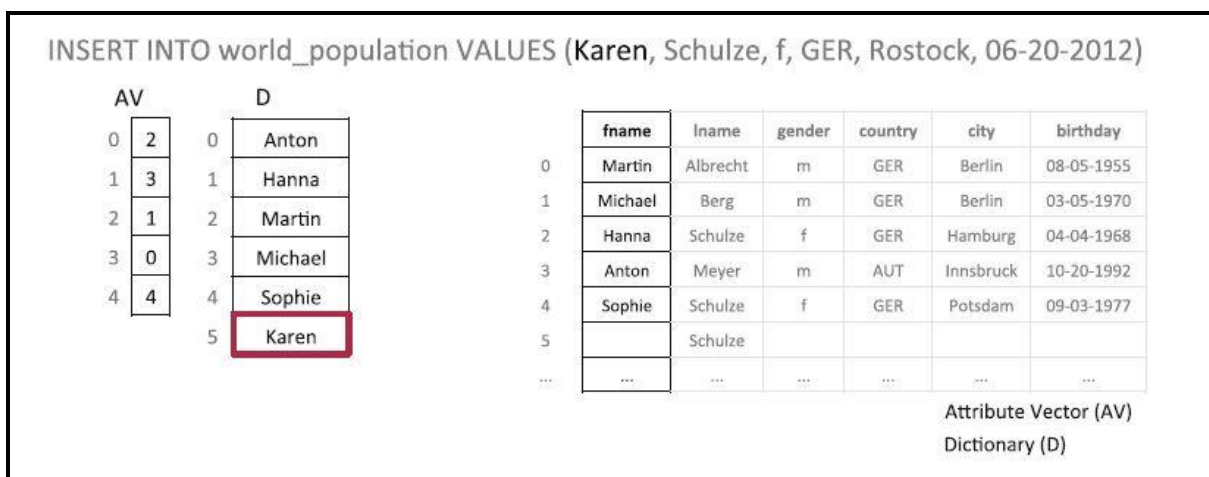 INSERT INTO world_population VALUES (Karen, Schulze, f, GER, Rostock, 06-20-2012)
AV D
0 2 0 Anton
1 3 1 Hanna
2 1 2 Martin
3 0 3 Michael
4 4 4 Sophie
5 Karen
fname lname gender country city birthday
0 Martin Albrecht m GER Berlin 08-05-1955
1 Michael Berg m GER Berlin 03-05-1970
2 Hanna Schulze f GER Hamburg 04-04-1968
3 Anton Meyer m AUT Innsbruck 10-20-1992
4 Sophie Schulze f GER Potsdam 09-03-1977
5 Schulze
... ... ... ... ... ... ...
Attribute Vector (AV)
Dictionary (D)